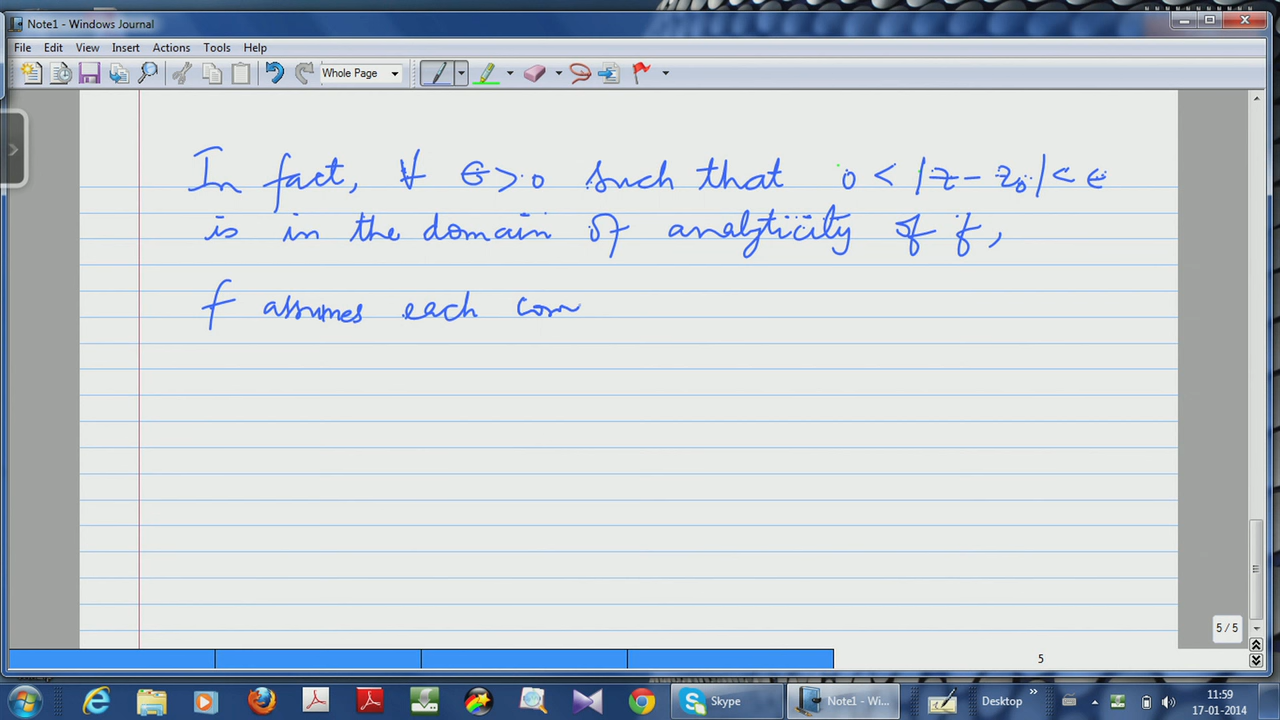 Note1 - Windows Journal
File Edit View Insert Actions Tools Help
Whole Page
In fact, ∀ ϵ>0 such that 0 < |z - z₀| < ϵ
is in the domain of analyticity of f,
f assumes each com
5 / 5
5
Skype
Note1 - Wi...
Desktop
11:59
17-01-2014